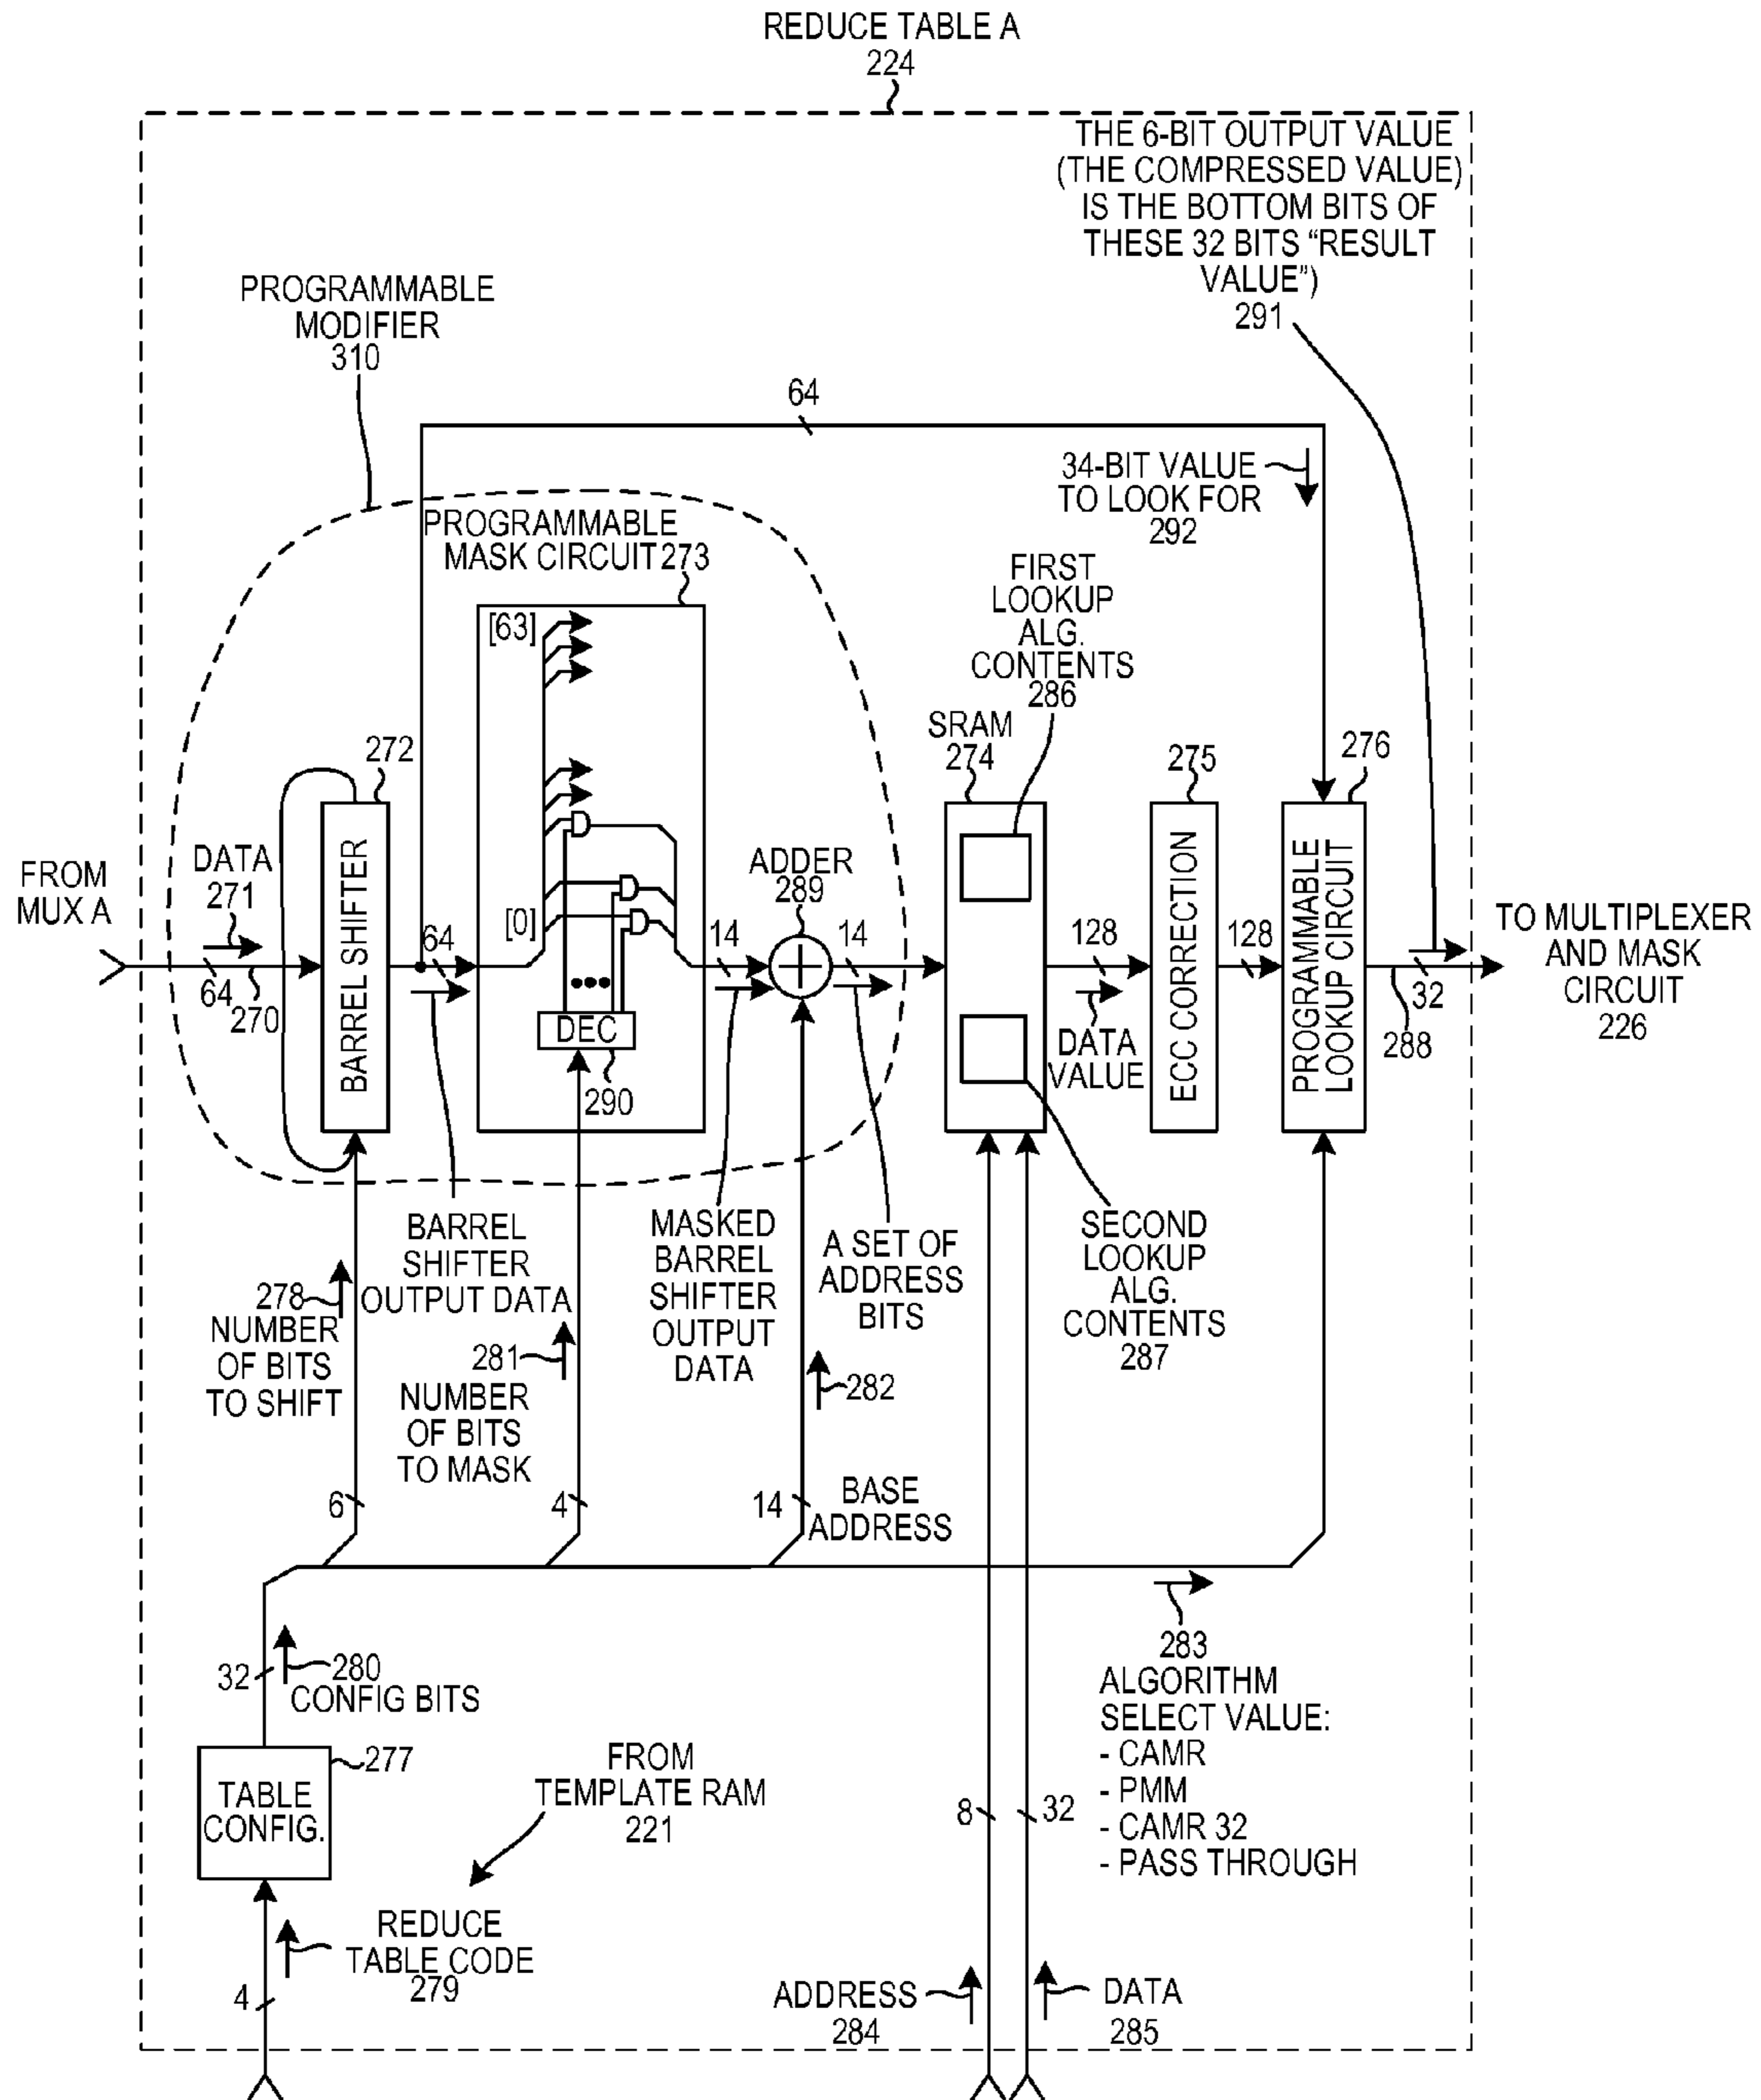 REDUCE TABLE A
224
THE 6-BIT OUTPUT VALUE
(THE COMPRESSED VALUE)
IS THE BOTTOM BITS OF
THESE 32 BITS “RESULT
VALUE”)
291
PROGRAMMABLE
MODIFIER
310
64
34-BIT VALUE
TO LOOK FOR
292
PROGRAMMABLE
MASK CIRCUIT 273
FIRST
LOOKUP
ALG.
CONTENTS
286
[63]
SRAM
274
272
275
276
FROM
MUX A
DATA
271
64
270
BARREL SHIFTER
64
[0]
DEC
290
14
ADDER
289
14
128
DATA
VALUE
ECC CORRECTION
128
PROGRAMMABLE
LOOKUP CIRCUIT
32
288
TO MULTIPLEXER
AND MASK
CIRCUIT
226
BARREL
SHIFTER
OUTPUT DATA
MASKED
BARREL
SHIFTER
OUTPUT
DATA
A SET OF
ADDRESS
BITS
SECOND
LOOKUP
ALG.
CONTENTS
287
278
NUMBER
OF BITS
TO SHIFT
281
NUMBER
OF BITS
TO MASK
282
6
4
14
BASE
ADDRESS
283
ALGORITHM
SELECT VALUE:
- CAMR
- PMM
- CAMR 32
- PASS THROUGH
32
280
CONFIG BITS
277
TABLE
CONFIG.
FROM
TEMPLATE RAM
221
8
32
REDUCE
TABLE CODE
279
4
ADDRESS
284
DATA
285